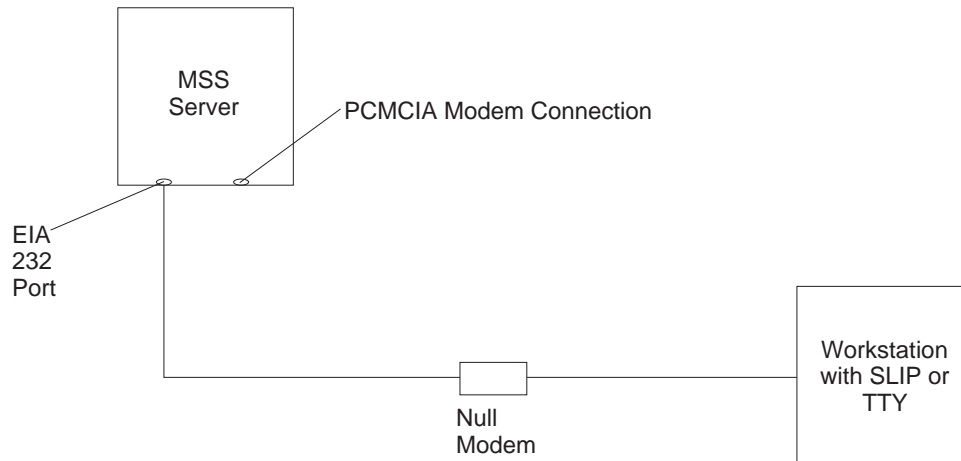 MSS
Server
PCMCIA Modem Connection
EIA
232
Port
Null
Modem
Workstation
with SLIP or
TTY